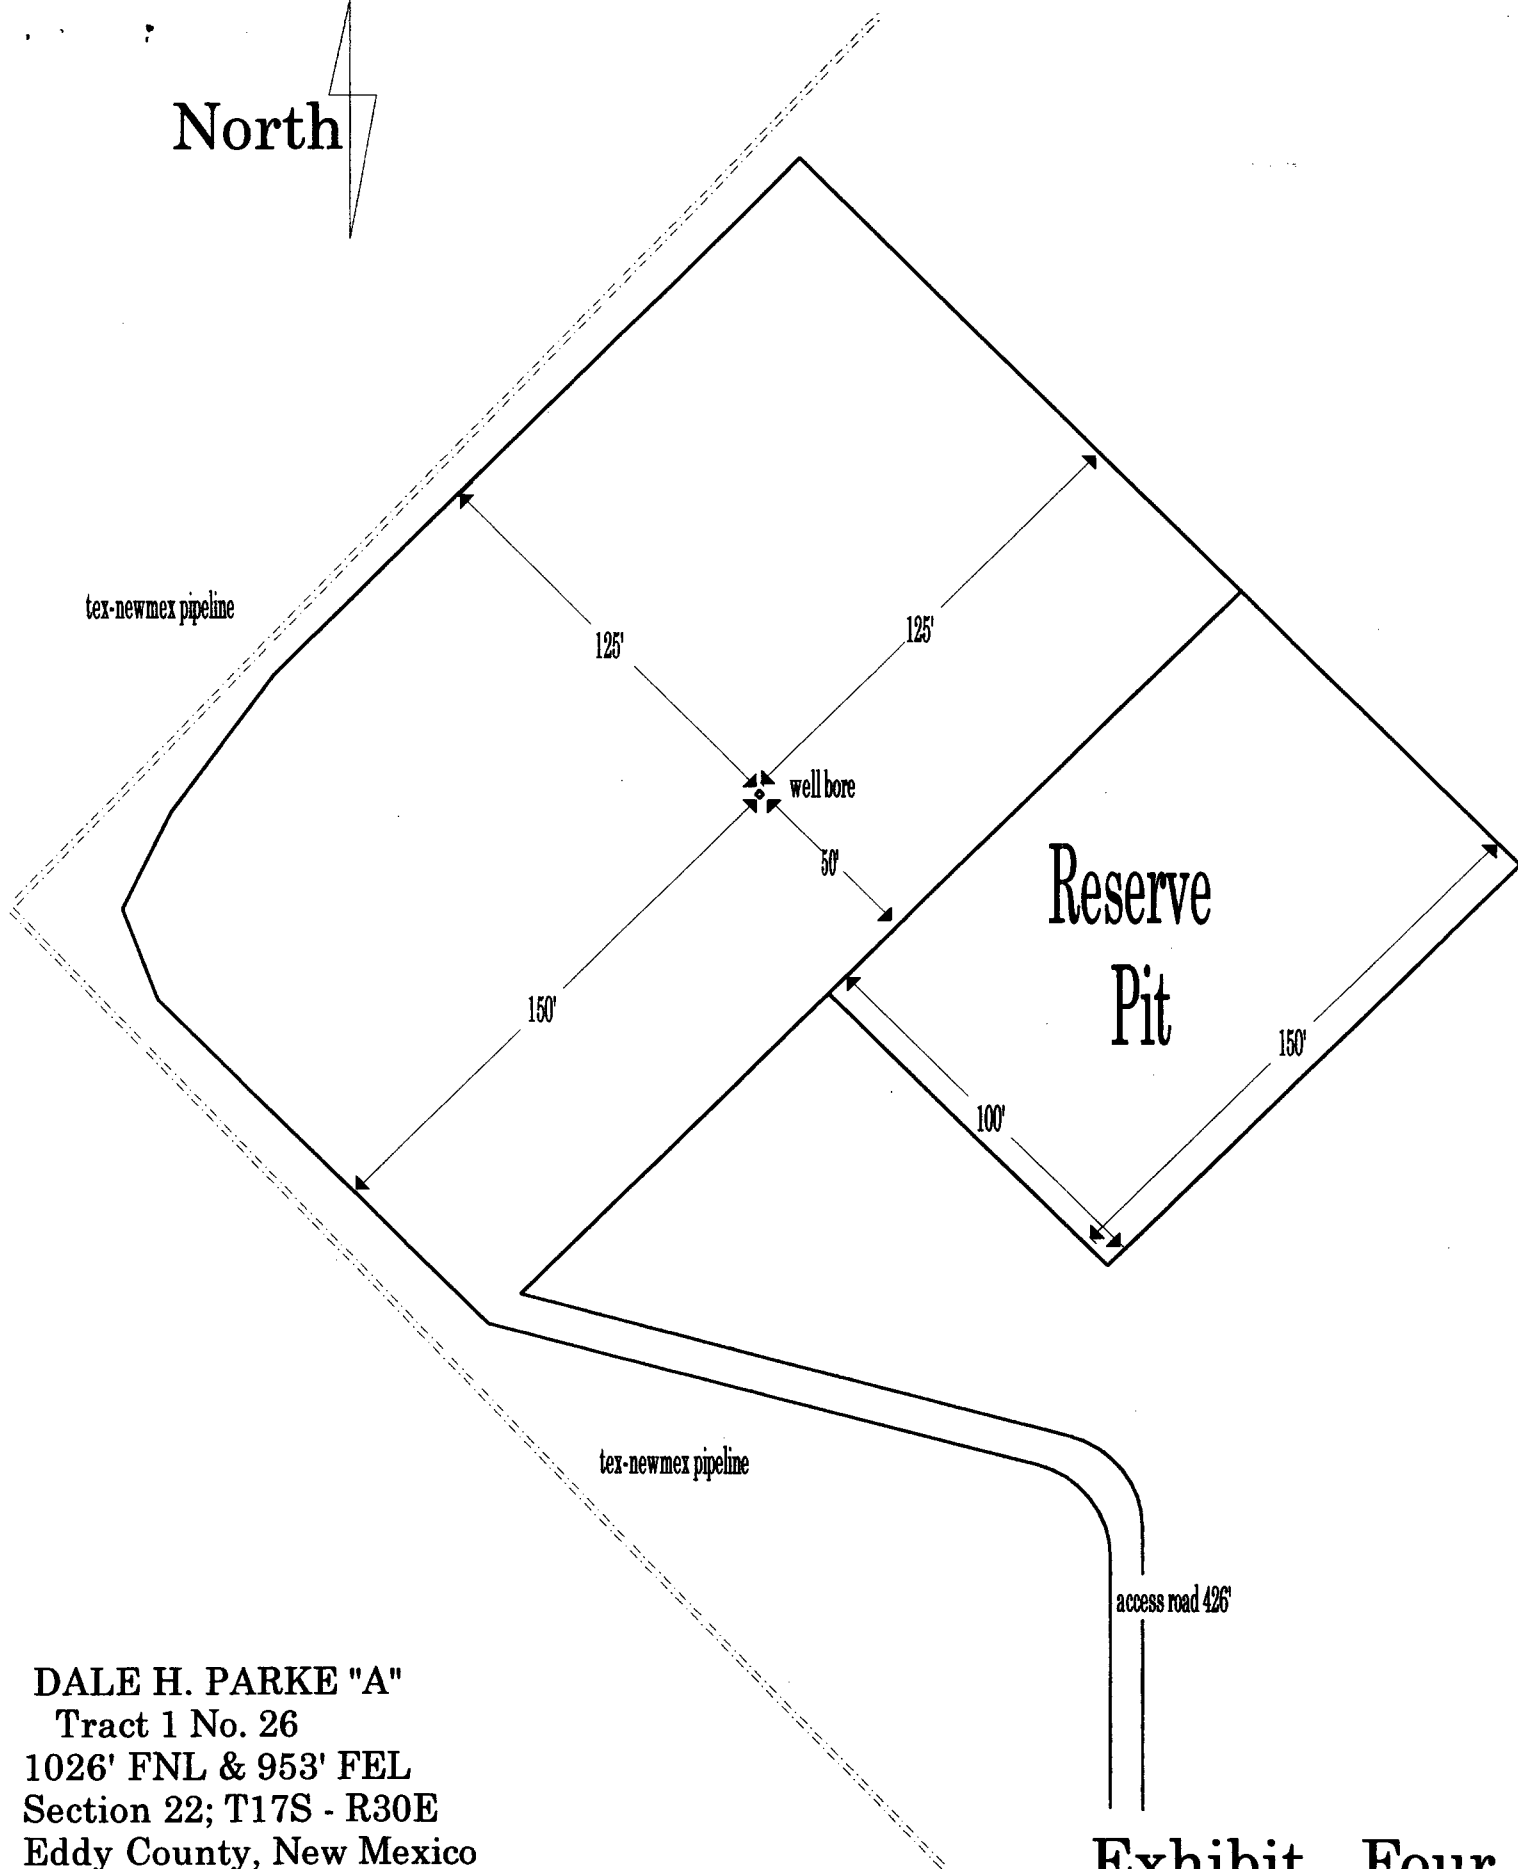 North
tex-newmex pipeline
125'
125'
well bore
50'
Reserve
Pit
150'
150'
100'
tex-newmex pipeline
access road 426'
DALE H. PARKE "A"
Tract 1 No. 26
1026' FNL & 953' FEL
Section 22; T17S - R30E
Eddy County, New Mexico
Exhibit Four